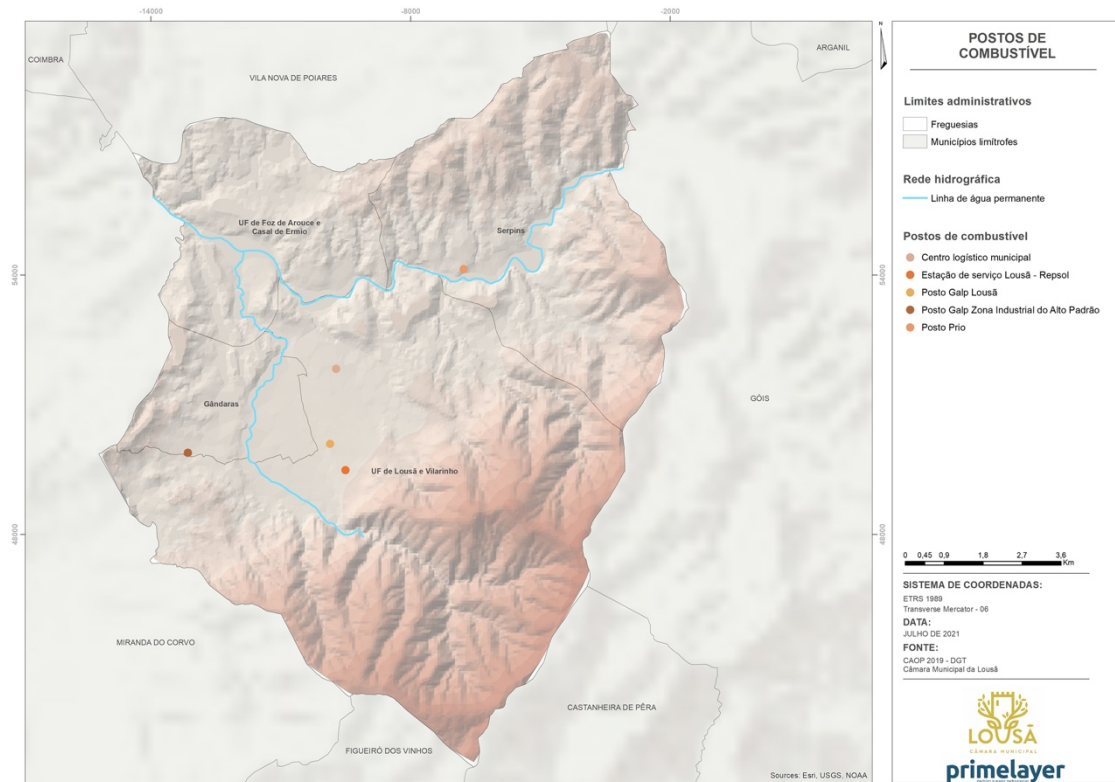 -14000
-8000
-2000
COIMBRA
VILA NOVA DE POIARES
ARGANIL
N
UF de Foz de Arouce e
Casal de Ermio
Serpins
54000
54000
Gândaras
GÓIS
UF de Lousã e Vilarinho
48000
48000
MIRANDA DO CORVO
CASTANHEIRA DE PÊRA
FIGUEIRÓ DOS VINHOS
Sources: Esri, USGS, NOAA
POSTOS DE
COMBUSTÍVEL
Limites administrativos
Freguesias
Municípios limítrofes
Rede hidrográfica
Linha de água permanente
Postos de combustível
Centro logístico municipal
Estação de serviço Lousã - Repsol
Posto Galp Lousã
Posto Galp Zona Industrial do Alto Padrão
Posto Prio
0 0,45 0,9 1,8 2,7 3,6
Km
SISTEMA DE COORDENADAS:
ETRS 1989
Transverse Mercator - 06
DATA:
JULHO DE 2021
FONTE:
CAOP 2019 - DGT
Câmara Municipal da Lousã
LOUSÃ
CÂMARA MUNICIPAL
primelayer